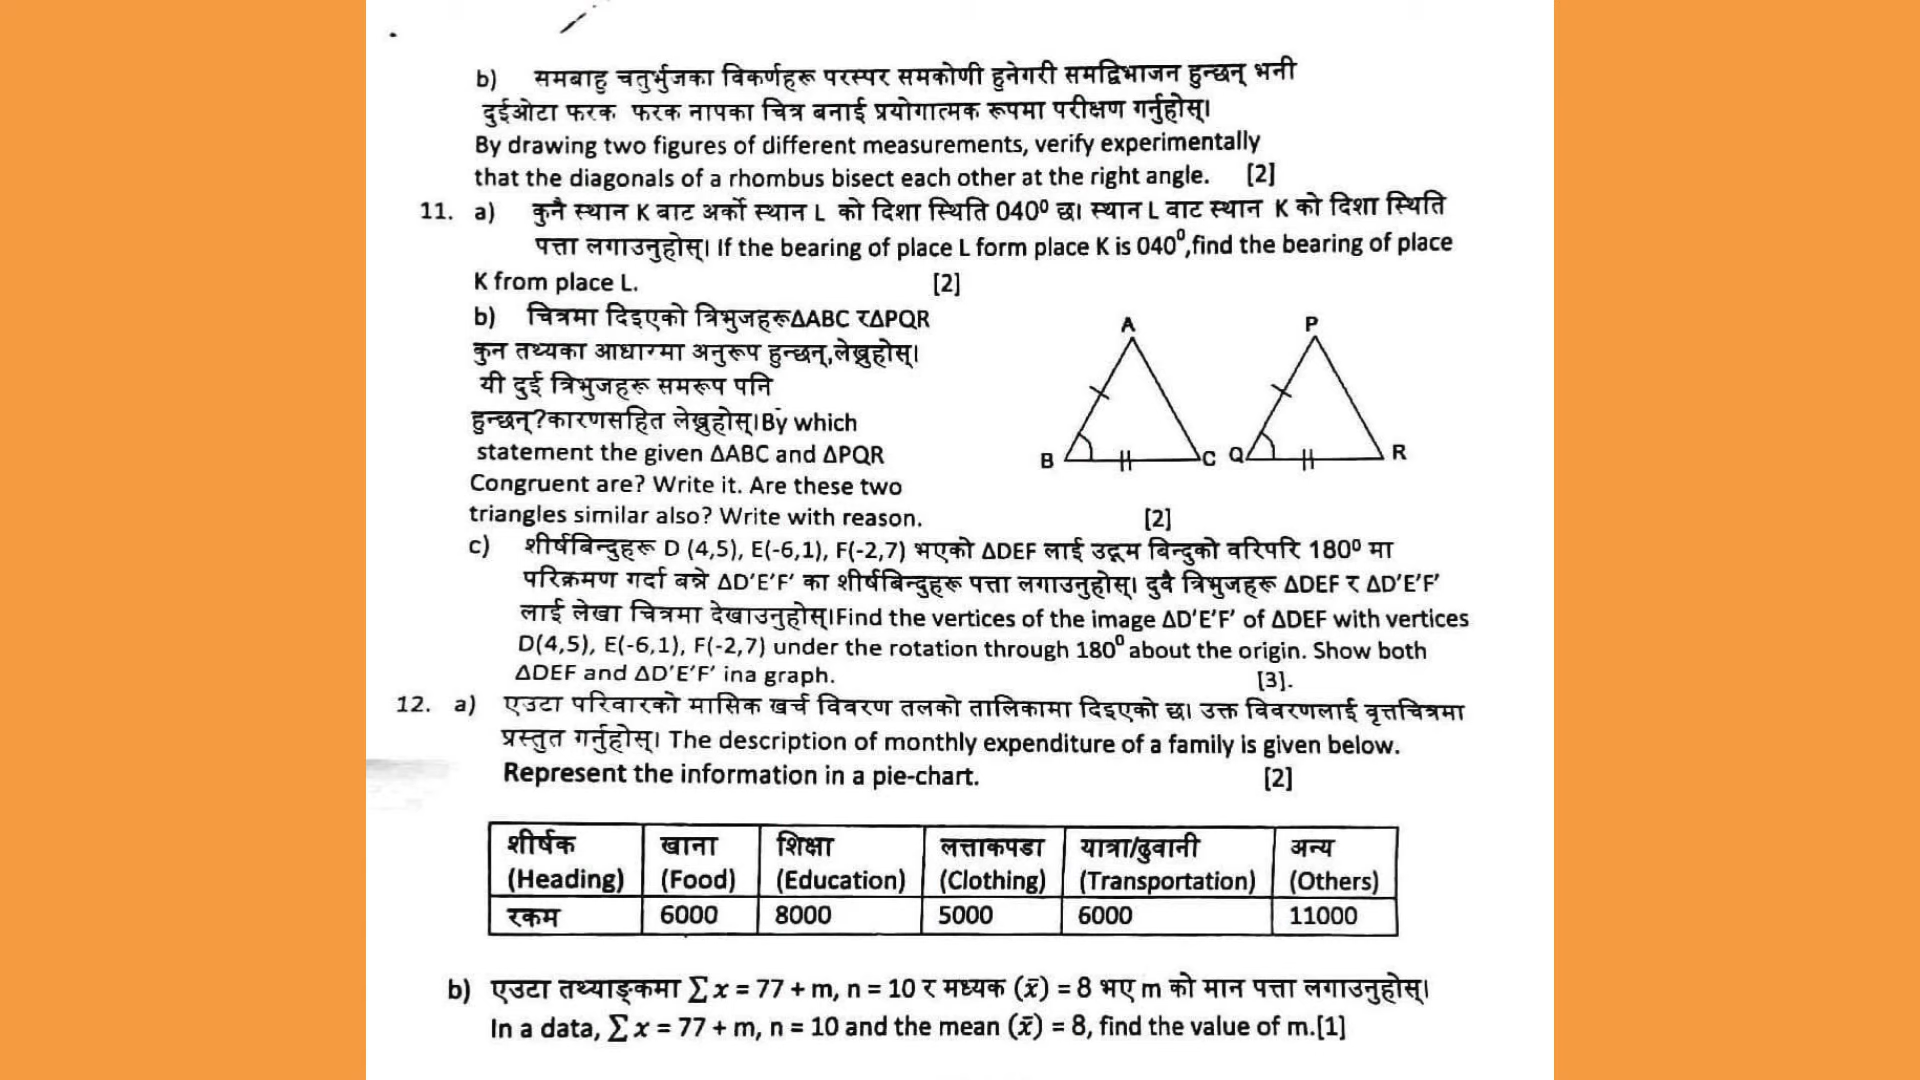 b) समबाहु चतुर्भुजका विकर्णहरू परस्पर समकोणी हुनेगरी समद्विभाजन हुन्छन् भनी
दुईओटा फरक फरक नापका चित्र बनाई प्रयोगात्मक रूपमा परीक्षण गर्नुहोस्।
By drawing two figures of different measurements, verify experimentally
that the diagonals of a rhombus bisect each other at the right angle. [2]
11. a) कुनै स्थान K बाट अर्को स्थान L को दिशा स्थिति 040⁰ छ। स्थान L वाट स्थान K को दिशा स्थिति
पत्ता लगाउनुहोस्। If the bearing of place L form place K is 040⁰,find the bearing of place
K from place L. [2]
b) चित्रमा दिइएको त्रिभुजहरू∆ABC र∆PQR
कुन तथ्यका आधारमा अनुरूप हुन्छन्,लेख्नुहोस्।
यी दुई त्रिभुजहरू समरूप पनि
हुन्छन्?कारणसहित लेख्नुहोस्।By which
statement the given ∆ABC and ∆PQR
Congruent are? Write it. Are these two
triangles similar also? Write with reason. [2]
A P
B C Q R
c) शीर्षबिन्दुहरू D (4,5), E(-6,1), F(-2,7) भएको ∆DEF लाई उद्गम बिन्दुको वरिपरि 180⁰ मा
परिक्रमण गर्दा बन्ने ∆D'E'F' का शीर्षबिन्दुहरू पत्ता लगाउनुहोस्। दुवै त्रिभुजहरू ∆DEF र ∆D'E'F'
लाई लेखा चित्रमा देखाउनुहोस्।Find the vertices of the image ∆D'E'F' of ∆DEF with vertices
D(4,5), E(-6,1), F(-2,7) under the rotation through 180⁰ about the origin. Show both
∆DEF and ∆D'E'F' ina graph. [3].
12. a) एउटा परिवारको मासिक खर्च विवरण तलको तालिकामा दिइएको छ। उक्त विवरणलाई वृत्तचित्रमा
प्रस्तुत गर्नुहोस्। The description of monthly expenditure of a family is given below.
Represent the information in a pie-chart. [2]
शीर्षक खाना शिक्षा लत्ताकपडा यात्रा/ढुवानी अन्य
(Heading) (Food) (Education) (Clothing) (Transportation) (Others)
रकम 6000 8000 5000 6000 11000
b) एउटा तथ्याङ्कमा ∑x = 77 + m, n = 10 र मध्यक (x̄) = 8 भए m को मान पत्ता लगाउनुहोस्।
In a data, ∑x = 77 + m, n = 10 and the mean (x̄) = 8, find the value of m.[1]